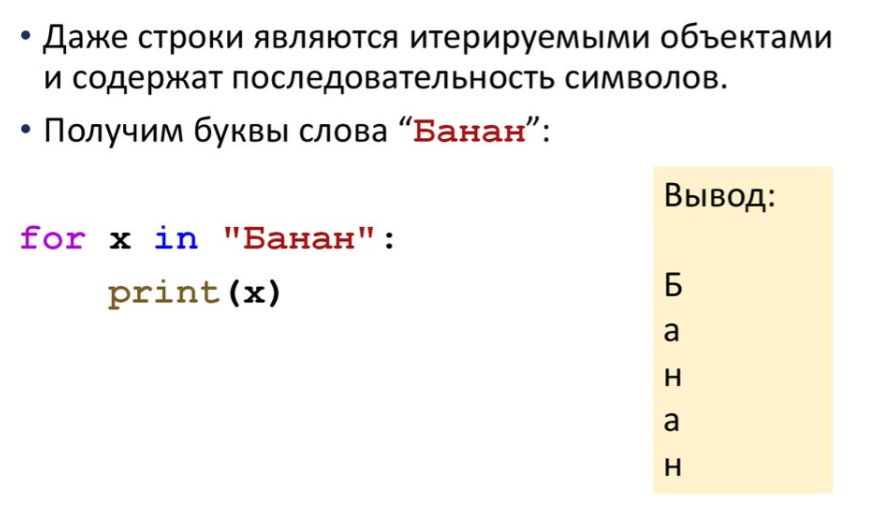 • Даже строки являются итерируемыми объектами
и содержат последовательность символов.
• Получим буквы слова “Банан”:
for x in "Банан":
    print(x)
Вывод:
Б
а
н
а
н